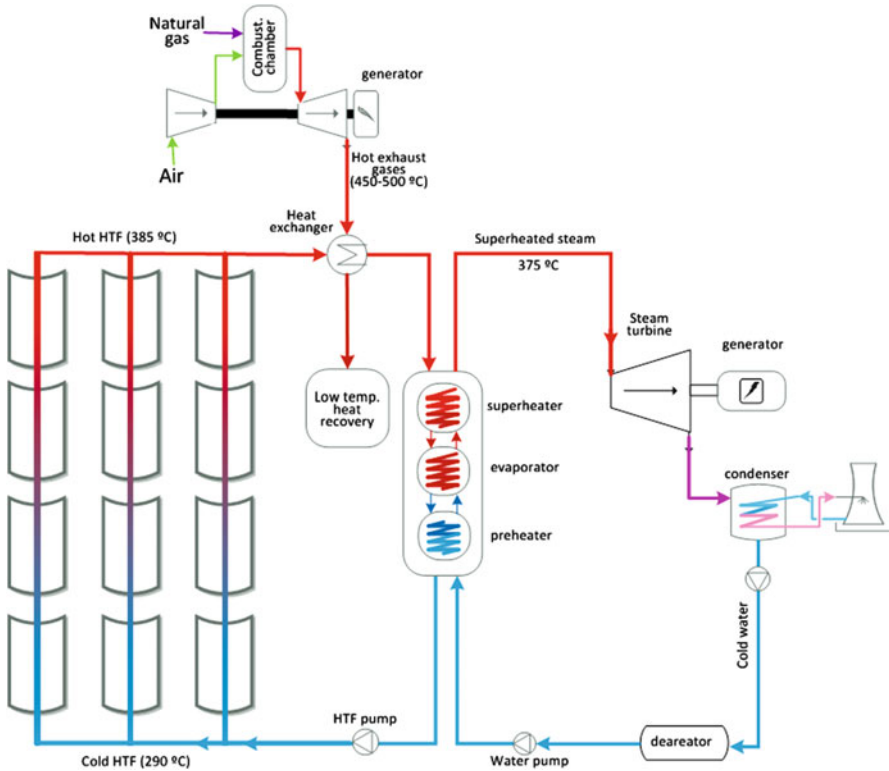 Natural
gas
Combust.
chamber
generator
Air
Hot exhaust
gases
(450-500 ºC)
Heat
exchanger
Hot HTF (385 ºC)
Superheated steam
375 ºC
Steam
turbine
generator
Low temp.
heat
recovery
superheater
evaporator
preheater
condenser
Cold water
HTF pump
Cold HTF (290 ºC)
Water pump
deareator